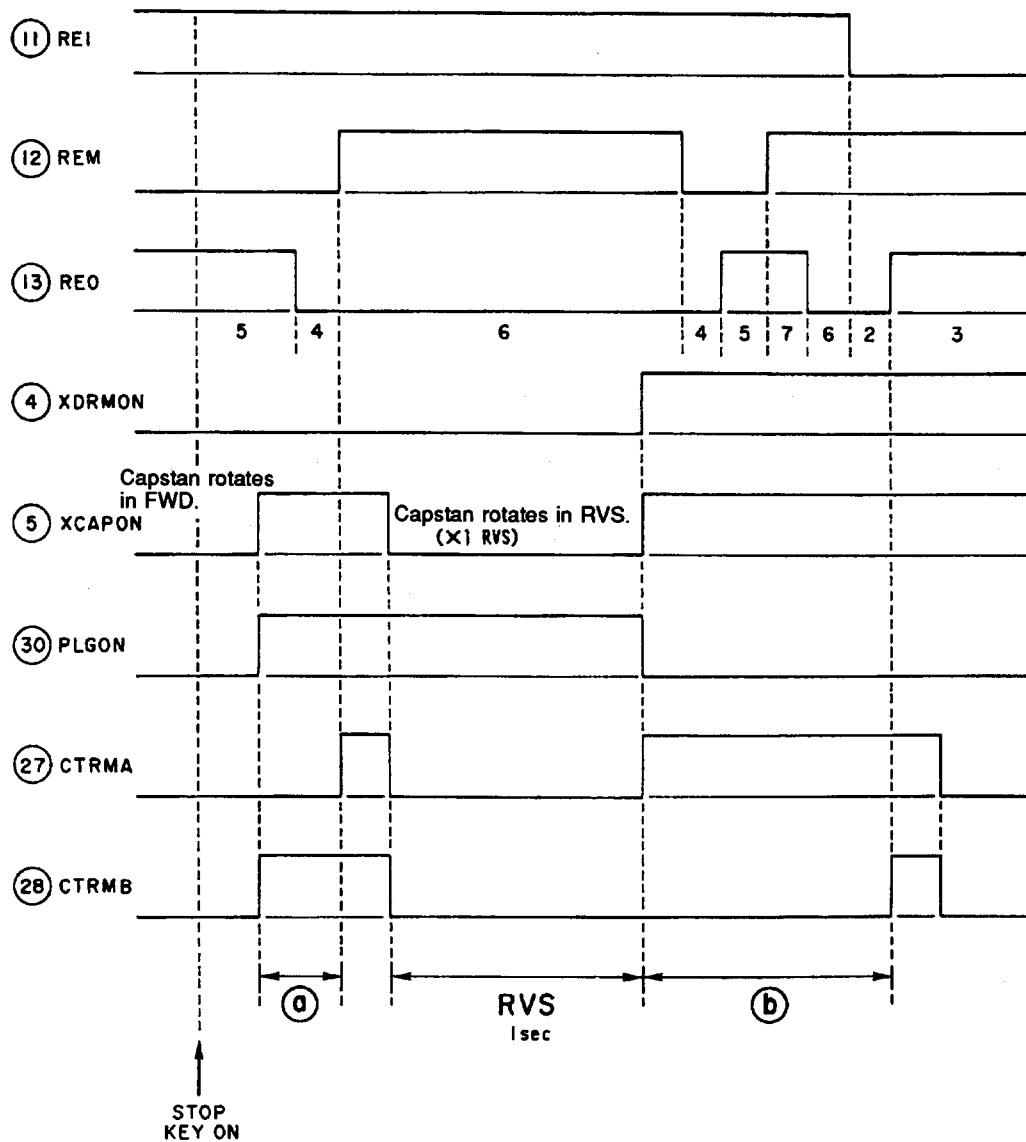 11 REI
12 REM
13 REO
5 4 6 4 5 7 6 2 3
4 XDRMON
Capstan rotates
in FWD.
5 XCAPON
Capstan rotates in RVS.
(×1 RVS)
30 PLGON
27 CTRMA
28 CTRMB
a
RVS
1sec
b
STOP
KEY ON